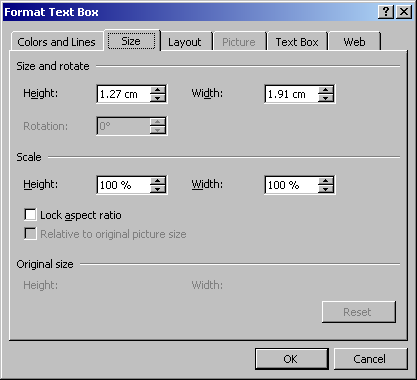 Format Text Box
Colors and Lines Size Layout Picture Text Box Web
Size and rotate
Height: 1.27 cm Width: 1.91 cm
Rotation: 0°
Scale
Height: 100 % Width: 100 %
Lock aspect ratio
Relative to original picture size
Original size
Height: Width:
Reset
OK Cancel